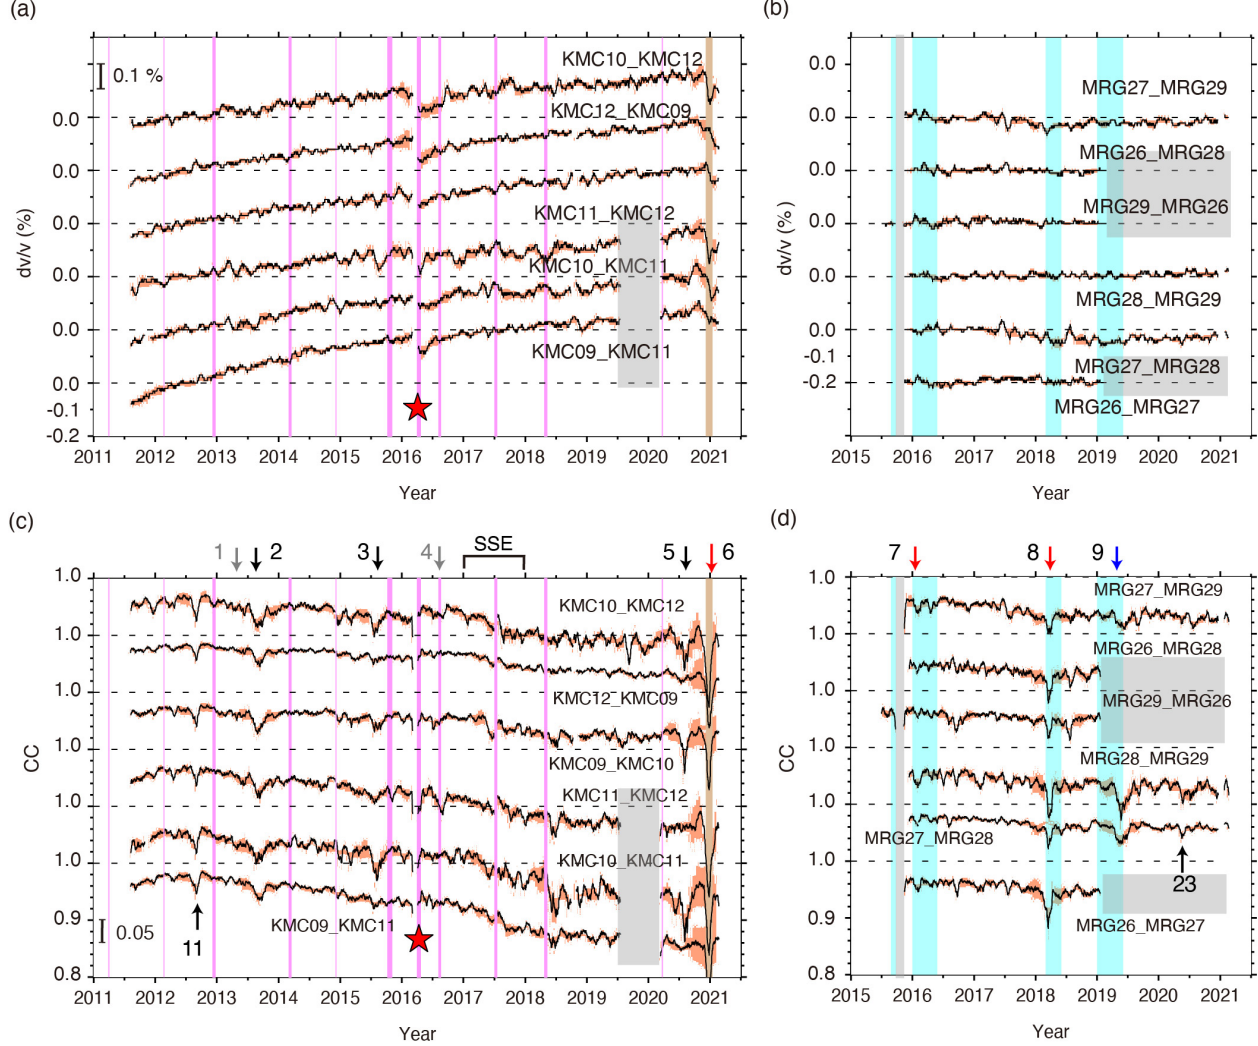 (a)
0.1 %
KMC10_KMC12
KMC12_KMC09
KMC11_KMC12
KMC10_KMC11
KMC09_KMC11
0.0
0.0
0.0
0.0
0.0
0.0
-0.1
-0.2
dv/v (%)
2011 2012 2013 2014 2015 2016 2017 2018 2019 2020 2021
Year
(b)
0.0
0.0
0.0
0.0
0.0
0.0
-0.1
-0.2
dv/v (%)
MRG27_MRG29
MRG26_MRG28
MRG29_MRG26
MRG28_MRG29
MRG27_MRG28
MRG26_MRG27
2015 2016 2017 2018 2019 2020 2021
Year
(c)
1 2 3 4 SSE 5 6
1.0
1.0
1.0
1.0
1.0
1.0
0.9
0.8
CC
KMC10_KMC12
KMC12_KMC09
KMC09_KMC10
KMC11_KMC12
KMC10_KMC11
KMC09_KMC11
0.05
11
2011 2012 2013 2014 2015 2016 2017 2018 2019 2020 2021
Year
(d)
7 8 9
1.0
1.0
1.0
1.0
1.0
1.0
0.9
0.8
CC
MRG27_MRG29
MRG26_MRG28
MRG29_MRG26
MRG28_MRG29
MRG27_MRG28
23
MRG26_MRG27
2015 2016 2017 2018 2019 2020 2021
Year